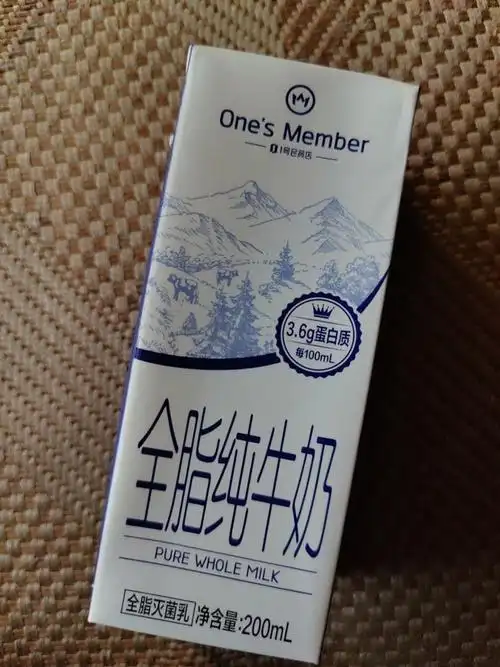 One's Member
1号会员店
3.6g蛋白质
每100mL
全脂纯牛奶
PURE WHOLE MILK
全脂灭菌乳 净含量:200mL